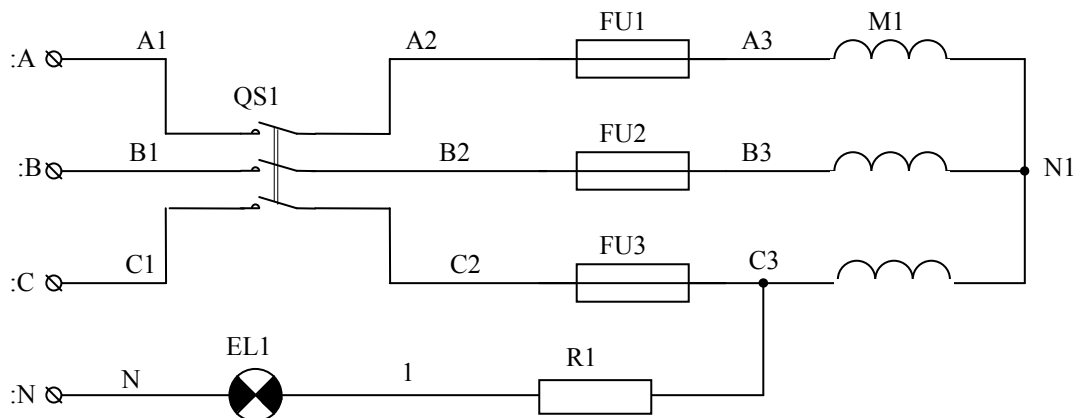 FU1
M1
:A
A1
A2
A3
QS1
FU2
:B
B1
B2
B3
N1
FU3
:C
C1
C2
C3
EL1
R1
:N
N
1